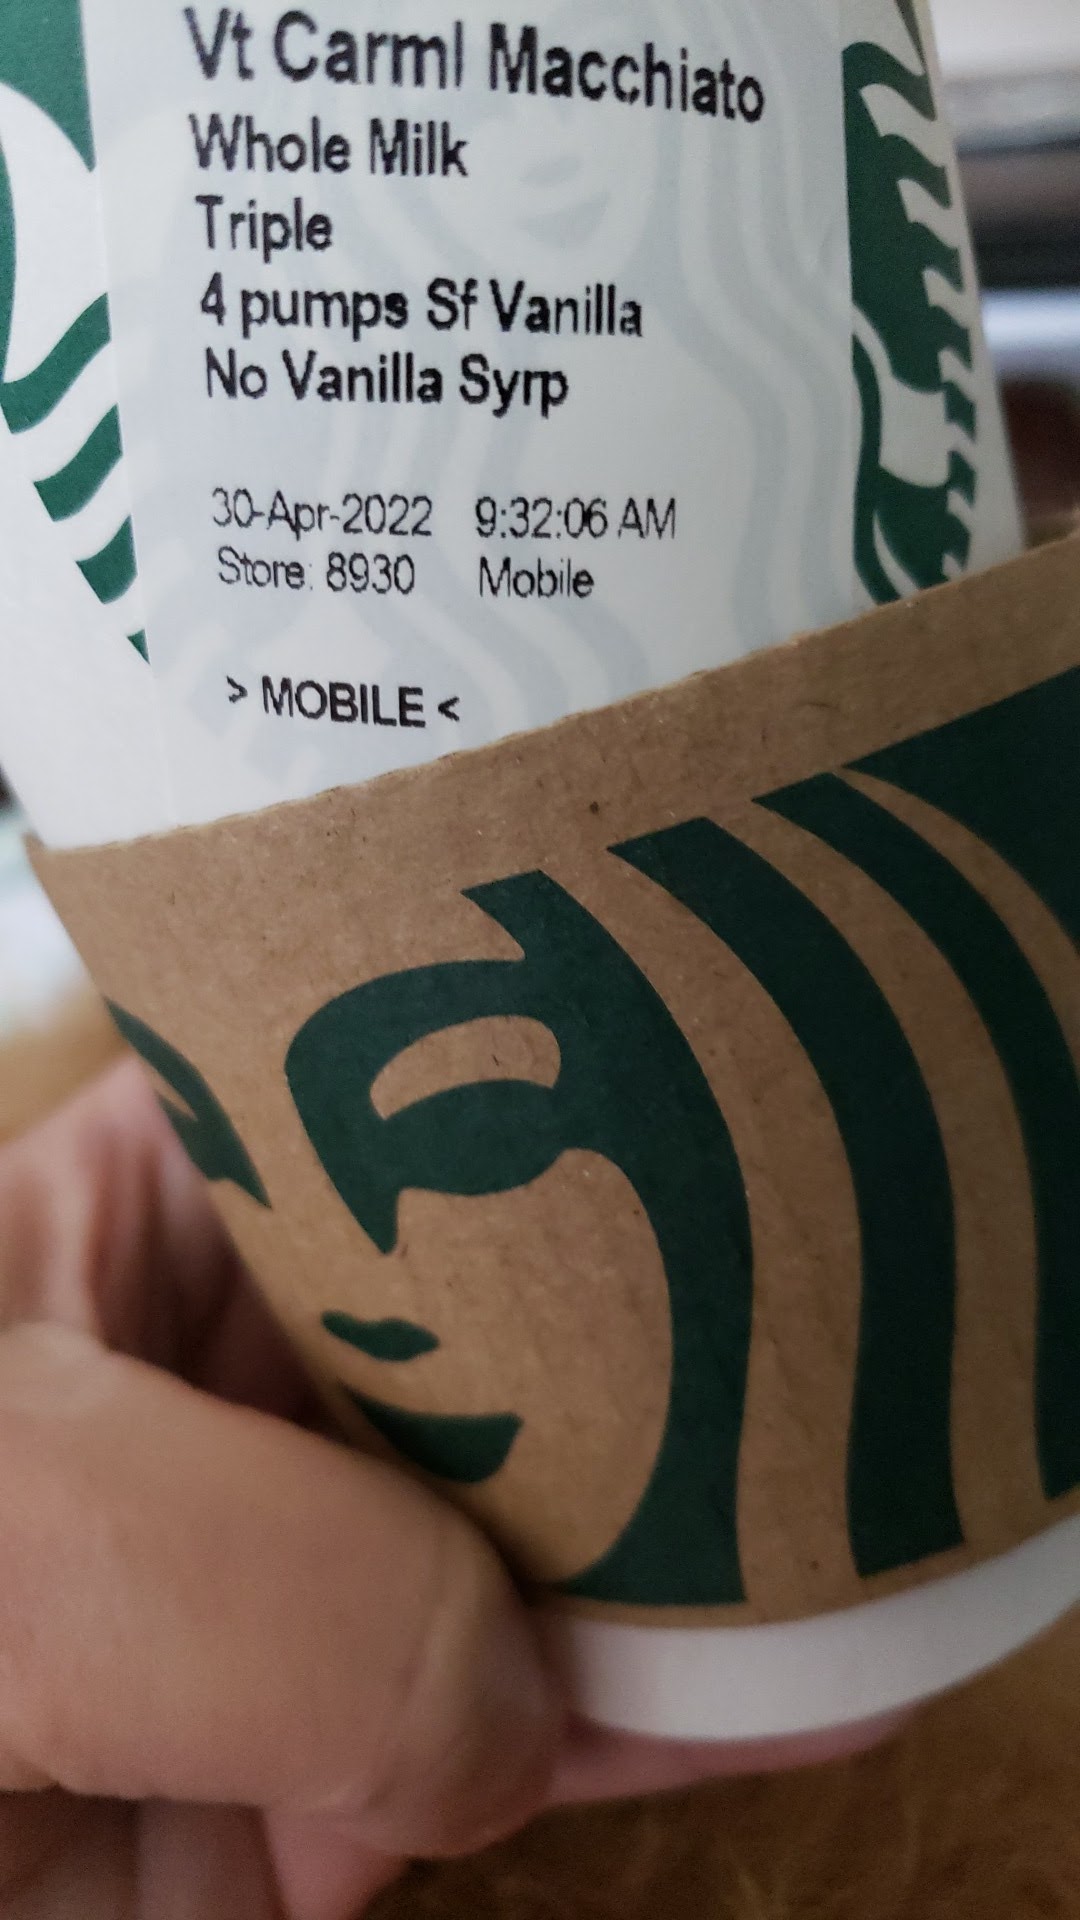 Vt Carml Macchiato
Whole Milk
Triple
4 pumps Sf Vanilla
No Vanilla Syrp
30-Apr-2022 9:32:06 AM
Store: 8930 Mobile
> MOBILE <